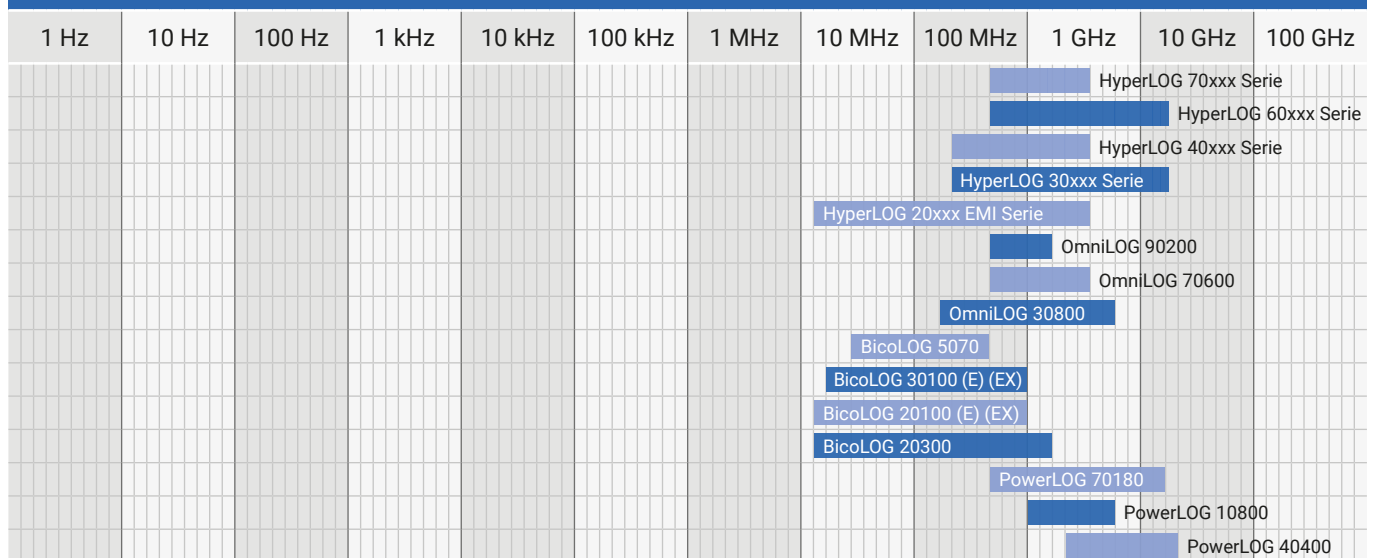 1 Hz 10 Hz 100 Hz 1 kHz 10 kHz 100 kHz 1 MHz 10 MHz 100 MHz 1 GHz 10 GHz 100 GHz
HyperLOG 70xxx Serie
HyperLOG 60xxx Serie
HyperLOG 40xxx Serie
HyperLOG 30xxx Serie
HyperLOG 20xxx EMI Serie
OmniLOG 90200
OmniLOG 70600
OmniLOG 30800
BicoLOG 5070
BicoLOG 30100 (E) (EX)
BicoLOG 20100 (E) (EX)
BicoLOG 20300
PowerLOG 70180
PowerLOG 10800
PowerLOG 40400